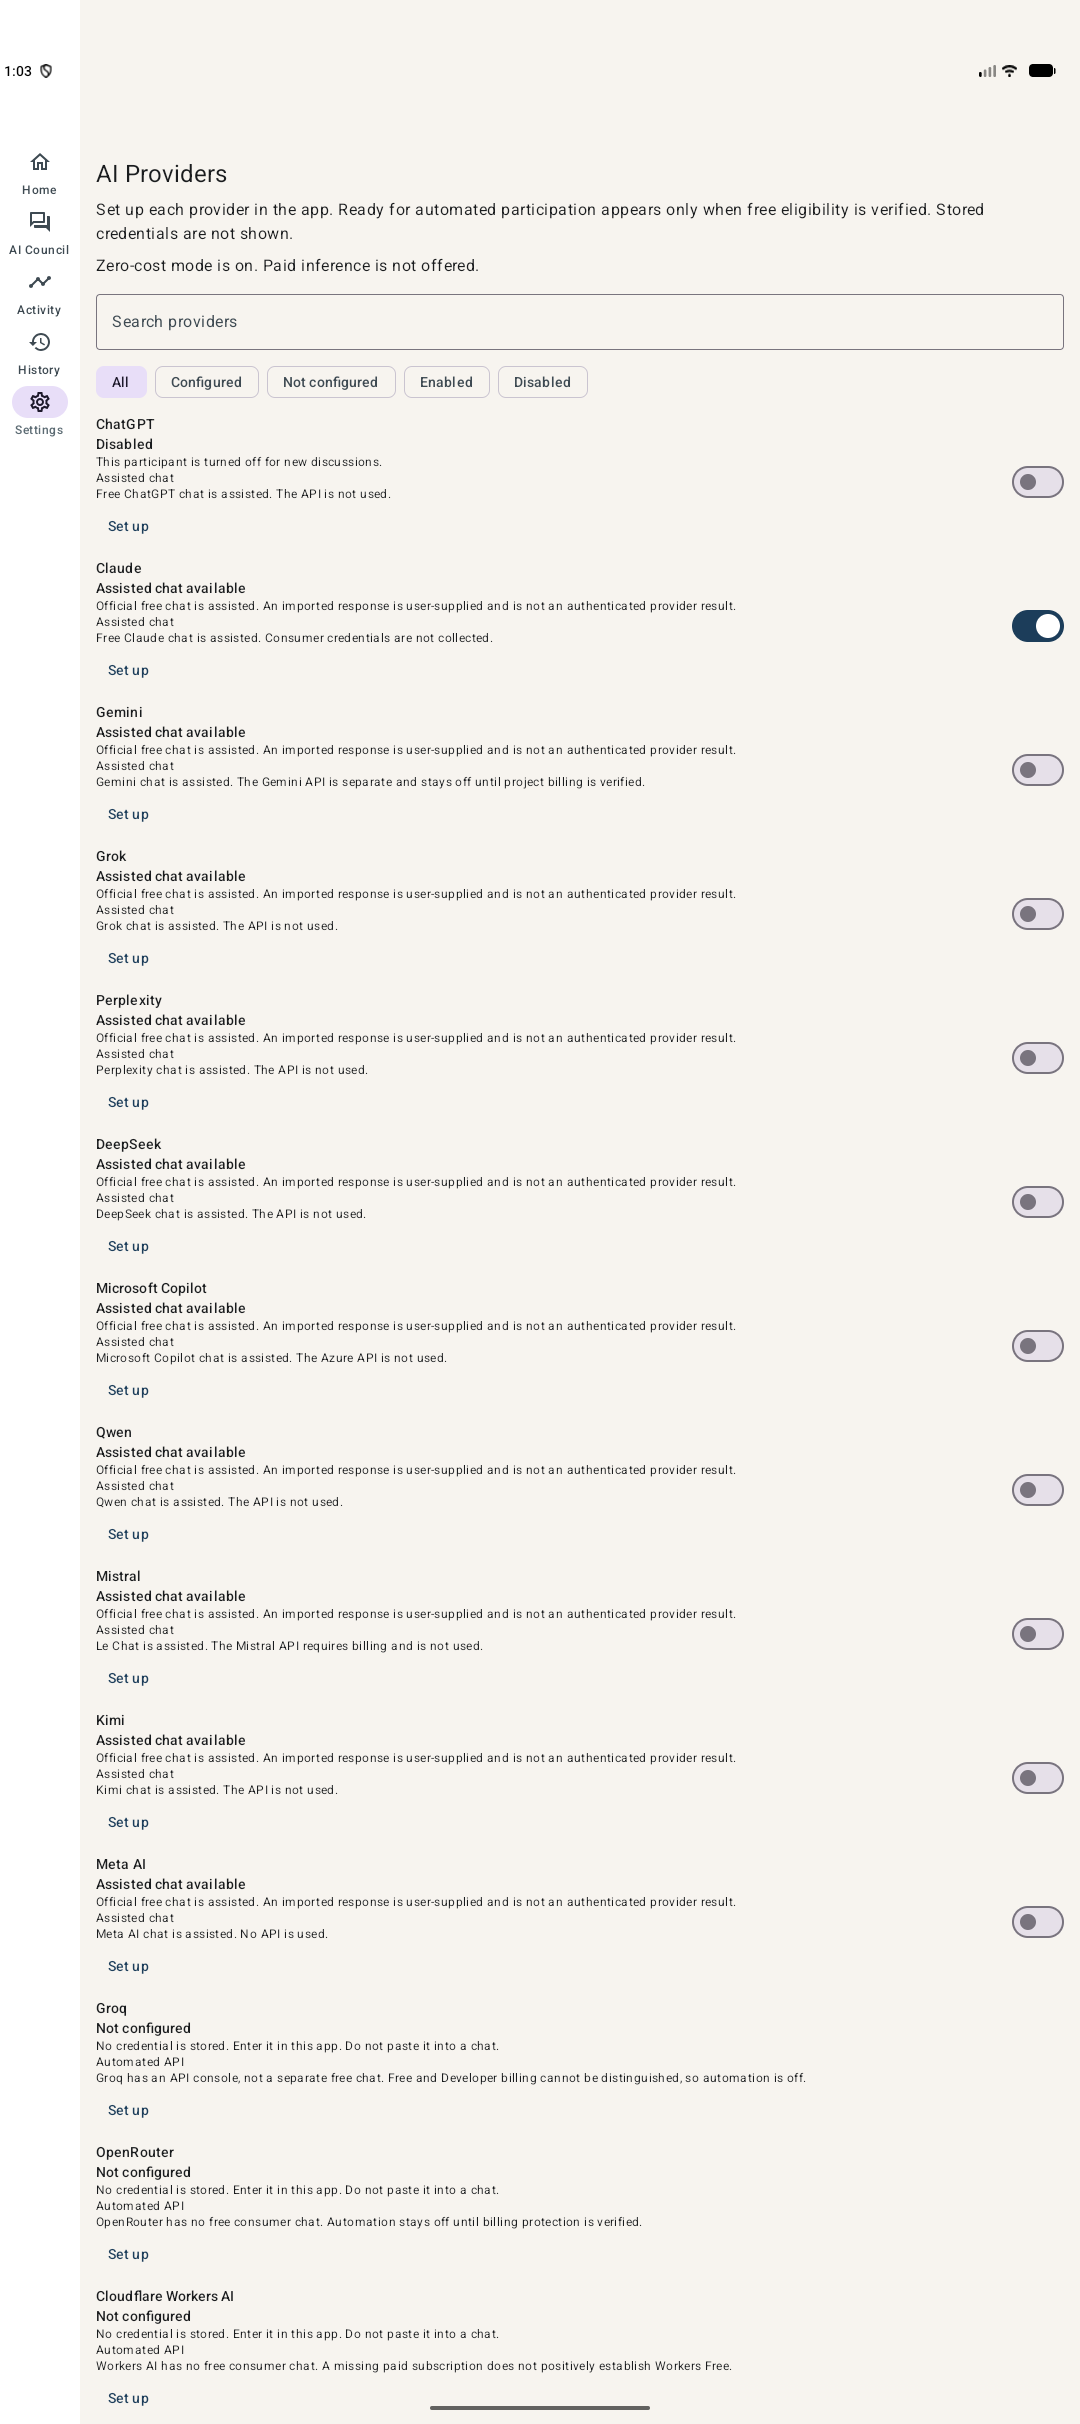 1:03
Home
AI Council
Activity
History
Settings
AI Providers
Set up each provider in the app. Ready for automated participation appears only when free eligibility is verified. Stored
credentials are not shown.
Zero-cost mode is on. Paid inference is not offered.
Search providers
All
Configured
Not configured
Enabled
Disabled
ChatGPT
Disabled
This participant is turned off for new discussions.
Assisted chat
Free ChatGPT chat is assisted. The API is not used.
Set up
Claude
Assisted chat available
Official free chat is assisted. An imported response is user-supplied and is not an authenticated provider result.
Assisted chat
Free Claude chat is assisted. Consumer credentials are not collected.
Set up
Gemini
Assisted chat available
Official free chat is assisted. An imported response is user-supplied and is not an authenticated provider result.
Assisted chat
Gemini chat is assisted. The Gemini API is separate and stays off until project billing is verified.
Set up
Grok
Assisted chat available
Official free chat is assisted. An imported response is user-supplied and is not an authenticated provider result.
Assisted chat
Grok chat is assisted. The API is not used.
Set up
Perplexity
Assisted chat available
Official free chat is assisted. An imported response is user-supplied and is not an authenticated provider result.
Assisted chat
Perplexity chat is assisted. The API is not used.
Set up
DeepSeek
Assisted chat available
Official free chat is assisted. An imported response is user-supplied and is not an authenticated provider result.
Assisted chat
DeepSeek chat is assisted. The API is not used.
Set up
Microsoft Copilot
Assisted chat available
Official free chat is assisted. An imported response is user-supplied and is not an authenticated provider result.
Assisted chat
Microsoft Copilot chat is assisted. The Azure API is not used.
Set up
Qwen
Assisted chat available
Official free chat is assisted. An imported response is user-supplied and is not an authenticated provider result.
Assisted chat
Qwen chat is assisted. The API is not used.
Set up
Mistral
Assisted chat available
Official free chat is assisted. An imported response is user-supplied and is not an authenticated provider result.
Assisted chat
Le Chat is assisted. The Mistral API requires billing and is not used.
Set up
Kimi
Assisted chat available
Official free chat is assisted. An imported response is user-supplied and is not an authenticated provider result.
Assisted chat
Kimi chat is assisted. The API is not used.
Set up
Meta AI
Assisted chat available
Official free chat is assisted. An imported response is user-supplied and is not an authenticated provider result.
Assisted chat
Meta AI chat is assisted. No API is used.
Set up
Groq
Not configured
No credential is stored. Enter it in this app. Do not paste it into a chat.
Automated API
Groq has an API console, not a separate free chat. Free and Developer billing cannot be distinguished, so automation is off.
Set up
OpenRouter
Not configured
No credential is stored. Enter it in this app. Do not paste it into a chat.
Automated API
OpenRouter has no free consumer chat. Automation stays off until billing protection is verified.
Set up
Cloudflare Workers AI
Not configured
No credential is stored. Enter it in this app. Do not paste it into a chat.
Automated API
Workers AI has no free consumer chat. A missing paid subscription does not positively establish Workers Free.
Set up